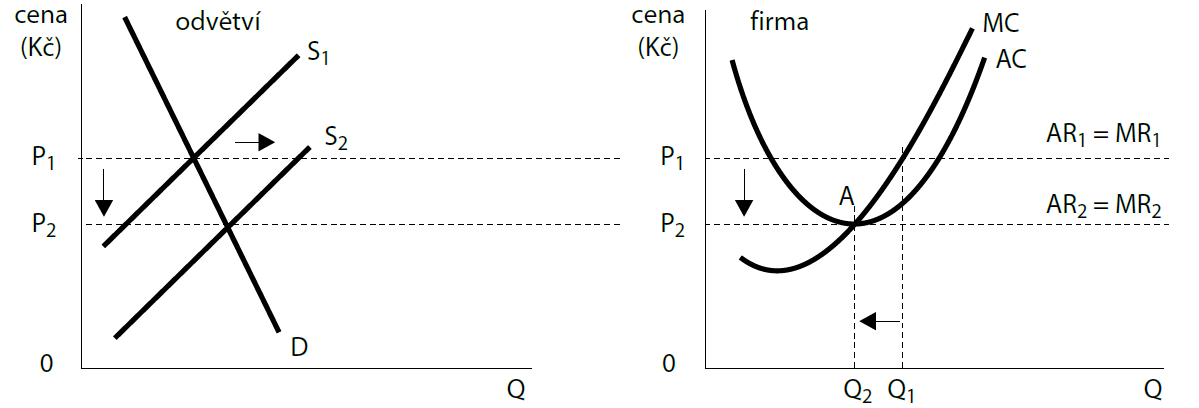 cena
(Kč)
odvětví
S1
S2
P1
P2
D
0
Q
cena
(Kč)
firma
MC
AC
AR1 = MR1
P1
A
AR2 = MR2
P2
0
Q2
Q1
Q